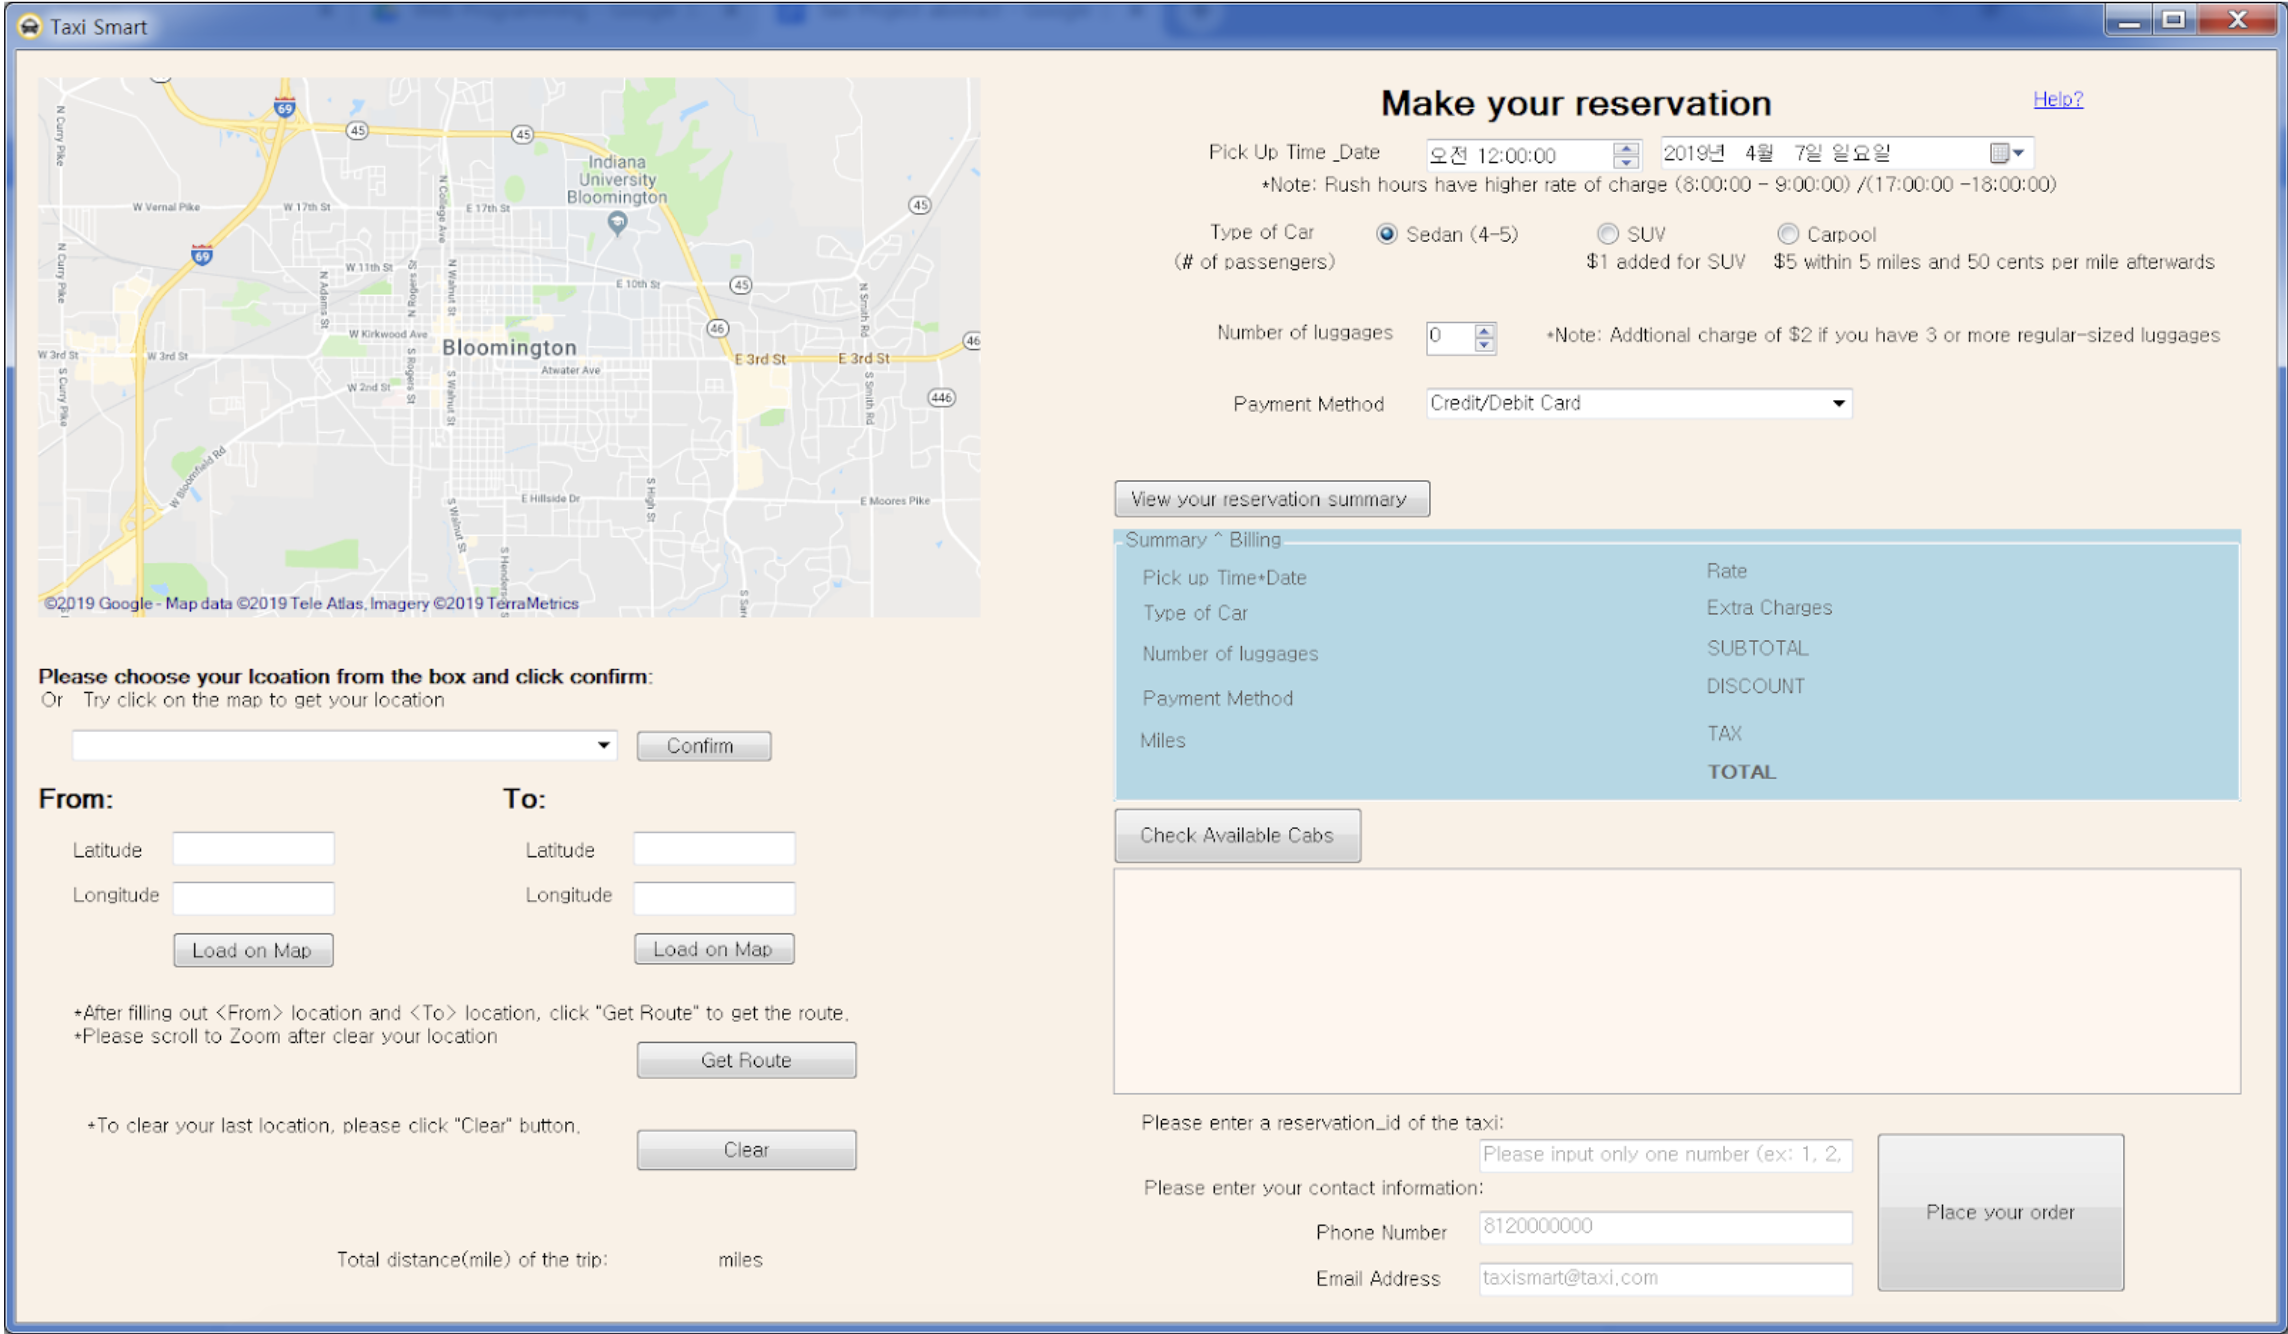 Taxi Smart
69
45
45
Indiana
University
Bloomington
N Curry Pike
W Vernal Pike
W 17th St
N College Ave
E 17th St
45
69
N Curry Pike
W 11th St
N Adams St
N Rogers St
N Walnut St
E 10th St
45
N Smith Rd
W Kirkwood Ave
46
46
Bloomington
W 3rd St
W 3rd St
E 3rd St
E 3rd St
Atwater Ave
S Curry Pike
W 2nd St
S Rogers St
S Walnut St
S Smith Rd
446
W Bloomfield Rd
E Hillside Dr
S High St
E Moores Pike
S Walnut St
©2019 Google - Map data ©2019 Tele Atlas, Imagery ©2019 TerraMetrics
Please choose your lcoation from the box and click confirm:
Or Try click on the map to get your location
Confirm
From:
To:
Latitude
Latitude
Longitude
Longitude
Load on Map
Load on Map
*After filling out <From> location and <To> location, click "Get Route" to get the route.
*Please scroll to Zoom after clear your location
Get Route
*To clear your last location, please click "Clear" button.
Clear
Total distance(mile) of the trip: miles
Make your reservation
Help?
Pick Up Time _Date
오전 12:00:00
2019년 4월 7일 일요일
*Note: Rush hours have higher rate of charge (8:00:00 - 9:00:00) /(17:00:00 -18:00:00)
Type of Car
Sedan (4-5)
SUV
Carpool
(# of passengers)
$1 added for SUV
$5 within 5 miles and 50 cents per mile afterwards
Number of luggages
0
*Note: Addtional charge of $2 if you have 3 or more regular-sized luggages
Payment Method
Credit/Debit Card
View your reservation summary
Summary ^ Billing
Pick up Time*Date
Rate
Type of Car
Extra Charges
Number of luggages
SUBTOTAL
Payment Method
DISCOUNT
Miles
TAX
TOTAL
Check Available Cabs
Please enter a reservation_id of the taxi:
Please input only one number (ex: 1, 2,
Please enter your contact information:
Phone Number
8120000000
Email Address
taxismart@taxi.com
Place your order